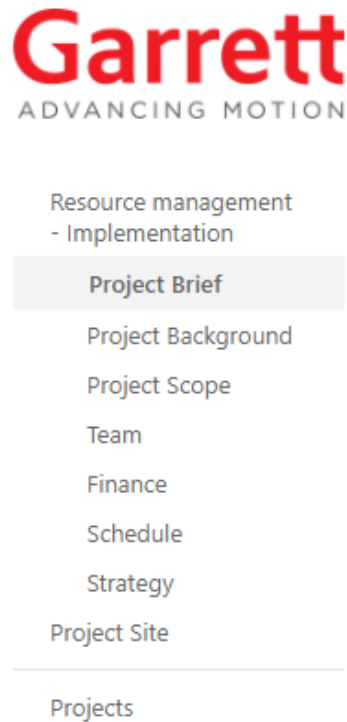 Garrett
ADVANCING MOTION
Resource management
- Implementation
Project Brief
Project Background
Project Scope
Team
Finance
Schedule
Strategy
Project Site
Projects